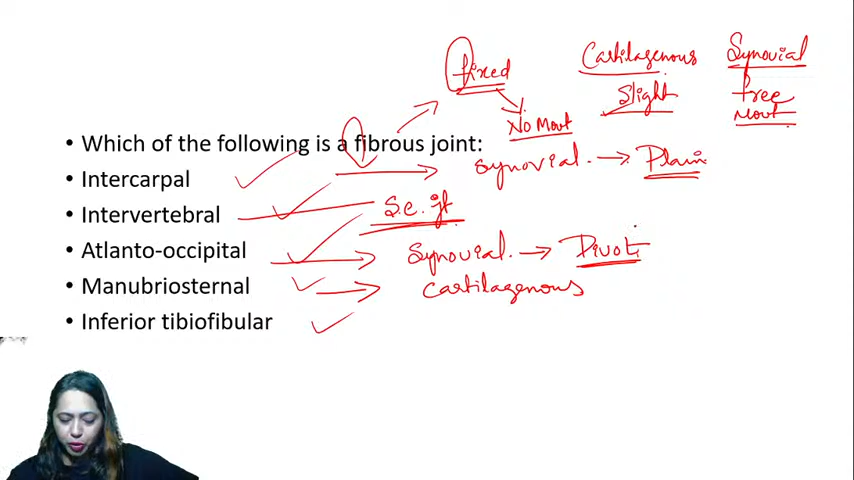 fixed
Cartilagenous
Synovial
Slight
free
Movt
No Movt
• Which of the following is a fibrous joint:
• Intercarpal
synovial. → Plain
• Intervertebral
S.c. jt
• Atlanto-occipital
synovial. → Pivot
• Manubriosternal
cartilagenous
• Inferior tibiofibular